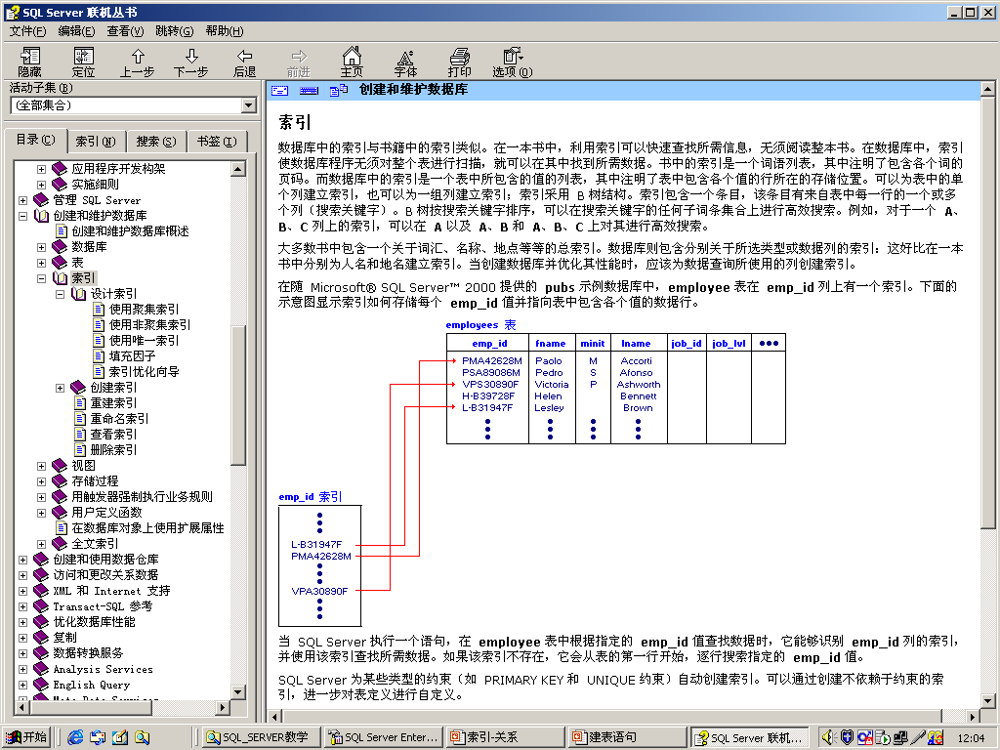 SQL Server 联机丛书
文件(F) 编辑(E) 查看(V) 跳转(G) 帮助(H)
隐藏 定位 上一步 下一步 后退 前进 主页 字体 打印 选项(O)
活动子集(B)
(全部集合)
目录(C) 索引(N) 搜索(S) 书签(I)
应用程序开发构架
实施细则
管理 SQL Server
创建和维护数据库
创建和维护数据库概述
数据库
表
索引
设计索引
使用聚集索引
使用非聚集索引
使用唯一索引
填充因子
索引优化向导
创建索引
重建索引
重命名索引
查看索引
删除索引
视图
存储过程
用触发器强制执行业务规则
用户定义函数
在数据库对象上使用扩展属性
全文索引
创建和使用数据仓库
访问和更改关系数据
XML 和 Internet 支持
Transact-SQL 参考
优化数据库性能
复制
数据转换服务
Analysis Services
English Query
创建和维护数据库
索引
数据库中的索引与书籍中的索引类似。在一本书中，利用索引可以快速查找所需信息，无须阅读整本书。在数据库中，索引
使数据库程序无须对整个表进行扫描，就可以在其中找到所需数据。书中的索引是一个词语列表，其中注明了包含各个词的
页码。而数据库中的索引是一个表中所包含的值的列表，其中注明了表中包含各个值的行所在的存储位置。可以为表中的单
个列建立索引，也可以为一组列建立索引；索引采用 B 树结构。索引包含一个条目，该条目有来自表中每一行的一个或多
个列（搜索关键字）。B 树按搜索关键字排序，可以在搜索关键字的任何子词条集合上进行高效搜索。例如，对于一个 A、
B、C 列上的索引，可以在 A 以及 A、B 和 A、B、C 上对其进行高效搜索。
大多数书中包含一个关于词汇、名称、地点等等的总索引。数据库则包含分别关于所选类型或数据列的索引：这好比在一本
书中分别为人名和地名建立索引。当创建数据库并优化其性能时，应该为数据查询所使用的列创建索引。
在随 Microsoft® SQL Server™ 2000 提供的 pubs 示例数据库中，employee 表在 emp_id 列上有一个索引。下面的
示意图显示索引如何存储每个 emp_id 值并指向表中包含各个值的数据行。
employees 表
emp_id fname minit lname job_id job_lvl •••
PMA42628M Paolo M Accorti
PSA89086M Pedro S Afonso
VPS30890F Victoria P Ashworth
H-B39728F Helen Bennett
L-B31947F Lesley Brown
emp_id 索引
L-B31947F
PMA42628M
VPA30890F
当 SQL Server 执行一个语句，在 employee 表中根据指定的 emp_id 值查找数据时，它能够识别 emp_id 列的索引，
并使用该索引查找所需数据。如果该索引不存在，它会从表的第一行开始，逐行搜索指定的 emp_id 值。
SQL Server 为某些类型的约束（如 PRIMARY KEY 和 UNIQUE 约束）自动创建索引。可以通过创建不依赖于约束的索
引，进一步对表定义进行自定义。
开始 SQL_SERVER教学 SQL Server Enter... 索引-关系 建表语句 SQL Server 联机... 12:04